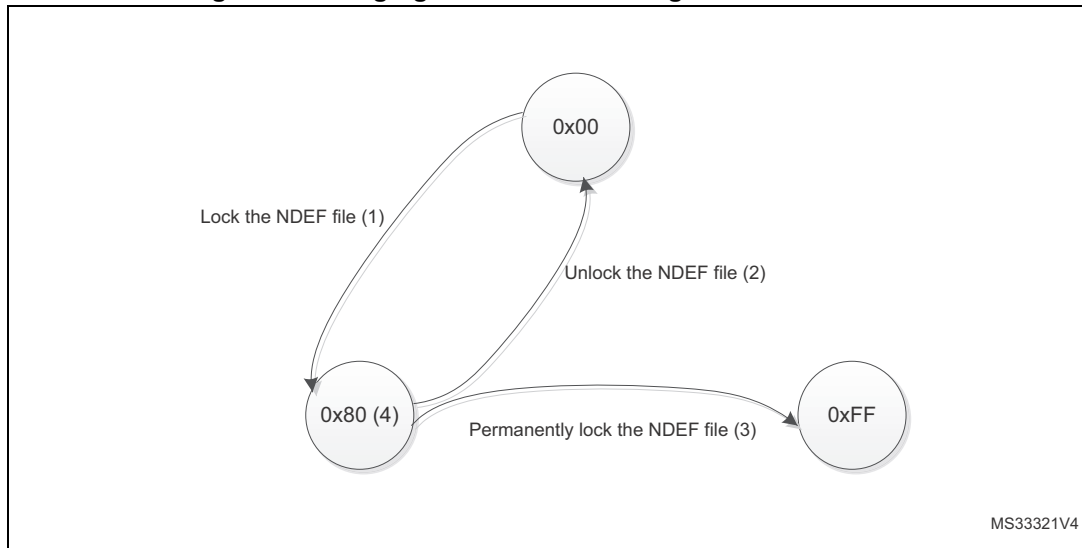 0x00
Lock the NDEF file (1)
Unlock the NDEF file (2)
0x80 (4)
Permanently lock the NDEF file (3)
0xFF
MS33321V4